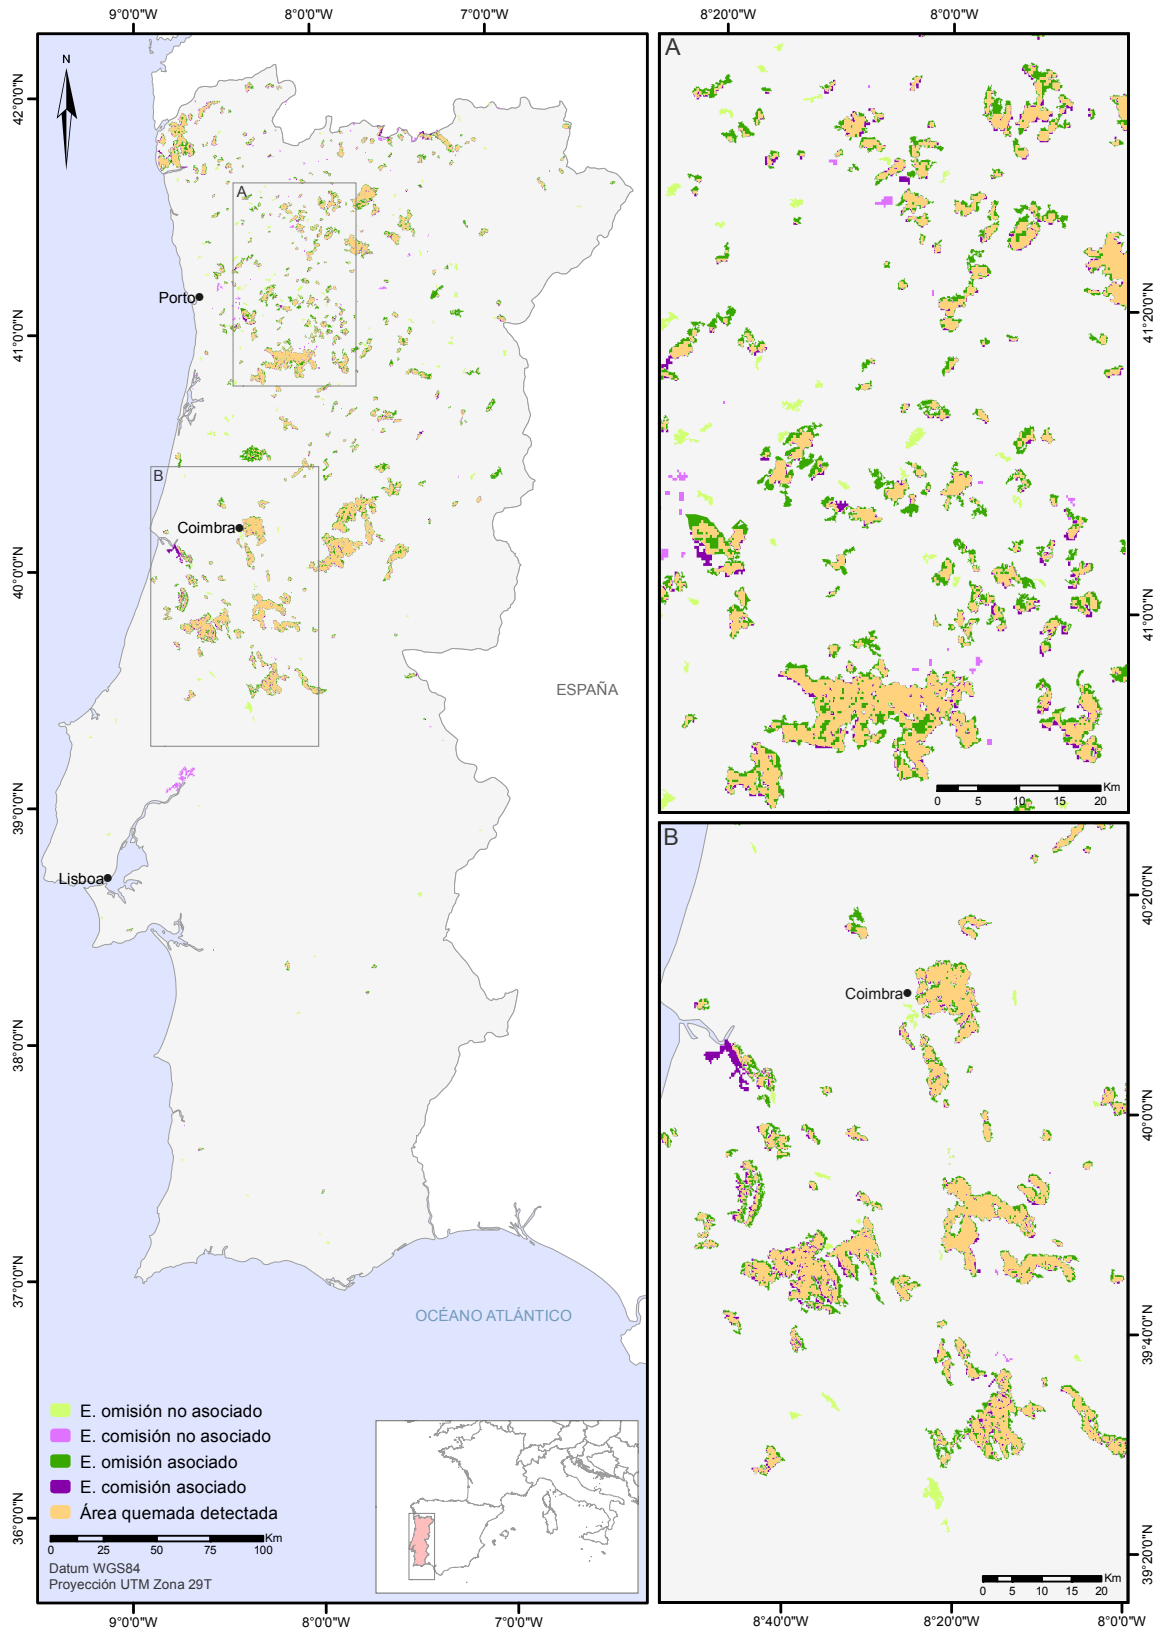 9°0'0"W
8°0'0"W
7°0'0"W
N
42°0'0"N
41°0'0"N
40°0'0"N
39°0'0"N
38°0'0"N
37°0'0"N
36°0'0"N
A
B
Porto
Coimbra
Lisboa
ESPAÑA
OCÉANO ATLÁNTICO
E. omisión no asociado
E. comisión no asociado
E. omisión asociado
E. comisión asociado
Área quemada detectada
0 25 50 75 100 Km
Datum WGS84
Proyección UTM Zona 29T
9°0'0"W
8°0'0"W
7°0'0"W
8°20'0"W
8°0'0"W
A
41°20'0"N
41°0'0"N
0 5 10 15 20 Km
B
Coimbra
40°20'0"N
40°0'0"N
39°40'0"N
39°20'0"N
0 5 10 15 20 Km
8°40'0"W
8°20'0"W
8°0'0"W